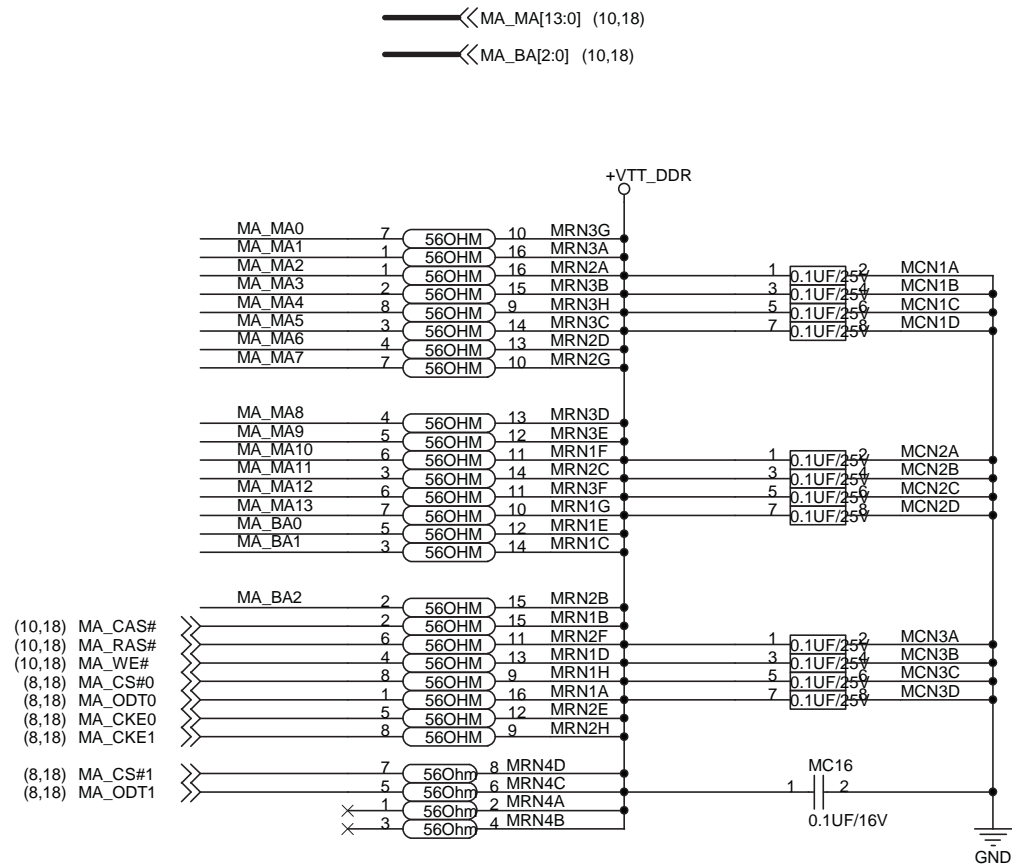 MA_MA[13:0] (10,18)
MA_BA[2:0] (10,18)
+VTT_DDR
MA_MA0 7 56OHM 10 MRN3G
MA_MA1 1 56OHM 16 MRN3A
MA_MA2 1 56OHM 16 MRN2A 1 0.1UF/25V 2 MCN1A
MA_MA3 2 56OHM 15 MRN3B 3 0.1UF/25V 4 MCN1B
MA_MA4 8 56OHM 9 MRN3H 5 0.1UF/25V 6 MCN1C
MA_MA5 3 56OHM 14 MRN3C 7 0.1UF/25V 8 MCN1D
MA_MA6 4 56OHM 13 MRN2D
MA_MA7 7 56OHM 10 MRN2G
MA_MA8 4 56OHM 13 MRN3D
MA_MA9 5 56OHM 12 MRN3E
MA_MA10 6 56OHM 11 MRN1F 1 0.1UF/25V 2 MCN2A
MA_MA11 3 56OHM 14 MRN2C 3 0.1UF/25V 4 MCN2B
MA_MA12 6 56OHM 11 MRN3F 5 0.1UF/25V 6 MCN2C
MA_MA13 7 56OHM 10 MRN1G 7 0.1UF/25V 8 MCN2D
MA_BA0 5 56OHM 12 MRN1E
MA_BA1 3 56OHM 14 MRN1C
MA_BA2 2 56OHM 15 MRN2B
(10,18) MA_CAS# 2 56OHM 15 MRN1B
(10,18) MA_RAS# 6 56OHM 11 MRN2F 1 0.1UF/25V 2 MCN3A
(10,18) MA_WE# 4 56OHM 13 MRN1D 3 0.1UF/25V 4 MCN3B
(8,18) MA_CS#0 8 56OHM 9 MRN1H 5 0.1UF/25V 6 MCN3C
(8,18) MA_ODT0 1 56OHM 16 MRN1A 7 0.1UF/25V 8 MCN3D
(8,18) MA_CKE0 5 56OHM 12 MRN2E
(8,18) MA_CKE1 8 56OHM 9 MRN2H
(8,18) MA_CS#1 7 56Ohm 8 MRN4D
MC16
(8,18) MA_ODT1 5 56Ohm 6 MRN4C 1 2
1 56Ohm 2 MRN4A
0.1UF/16V
3 56Ohm 4 MRN4B
GND